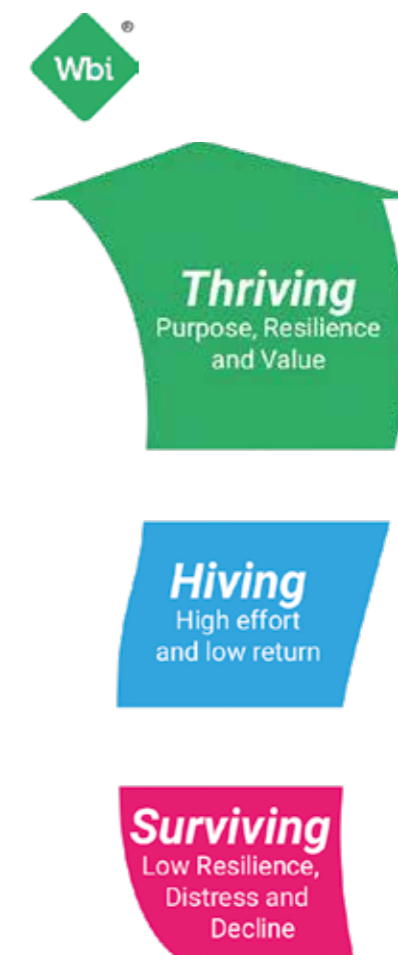 Wbi
®
Thriving
Purpose, Resilience
and Value
Hiving
High effort
and low return
Surviving
Low Resilience,
Distress and
Decline